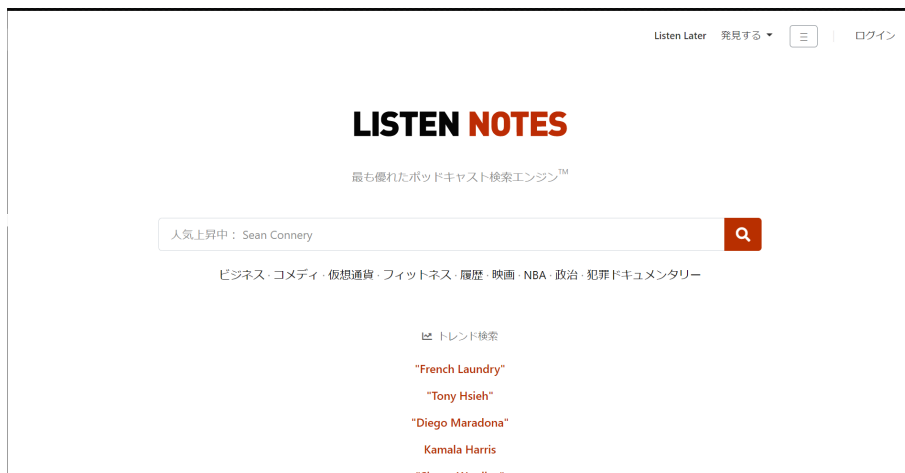 Listen Later 発見する ログイン
LISTEN NOTES
最も優れたポッドキャスト検索エンジン™
人気上昇中： Sean Connery
ビジネス · コメディ · 仮想通貨 · フィットネス · 履歴 · 映画 · NBA · 政治 · 犯罪ドキュメンタリー
トレンド検索
"French Laundry"
"Tony Hsieh"
"Diego Maradona"
Kamala Harris